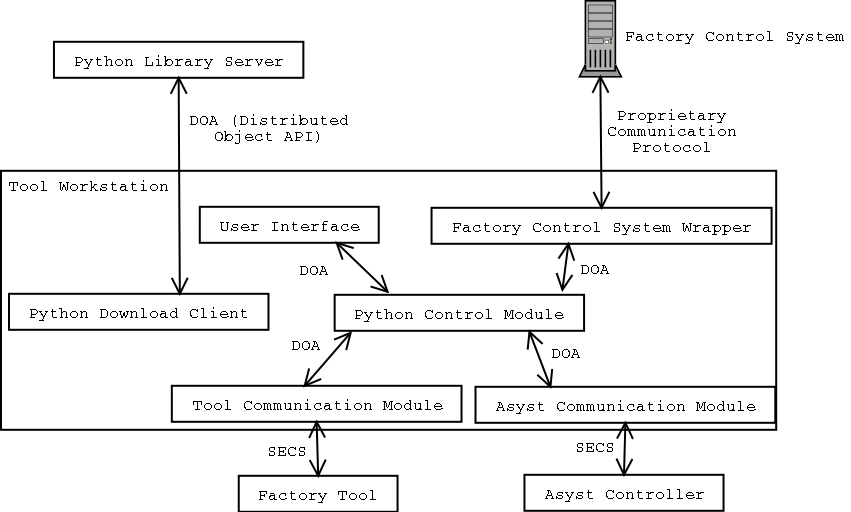 Factory Control System
Python Library Server
DOA (Distributed
Object API)
Proprietary
Communication
Protocol
Tool Workstation
User Interface
Factory Control System Wrapper
DOA
DOA
Python Download Client
Python Control Module
DOA
DOA
Tool Communication Module
Asyst Communication Module
SECS
SECS
Factory Tool
Asyst Controller